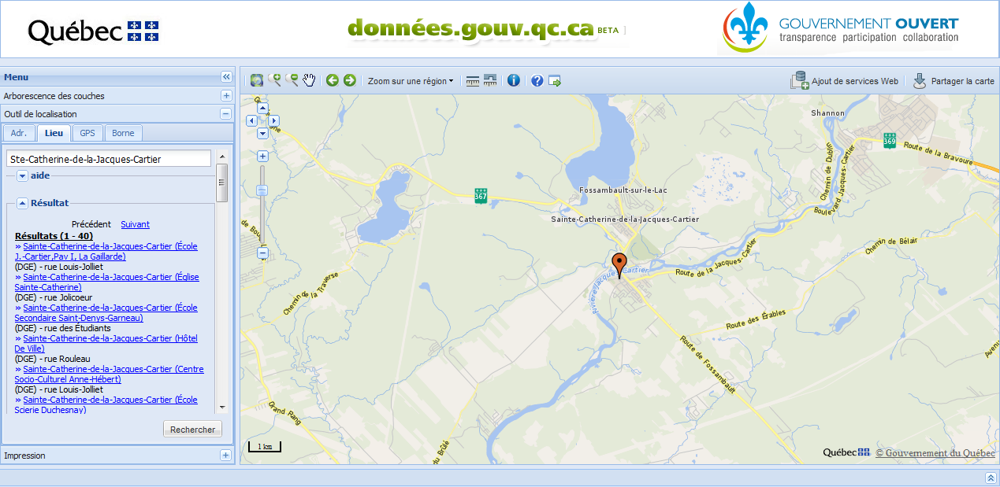 Québec
données.gouv.qc.ca BETA
GOUVERNEMENT OUVERT
transparence participation collaboration
Menu
Arborescence des couches
Outil de localisation
Adr. Lieu GPS Borne
Ste-Catherine-de-la-Jacques-Cartier
aide
Résultat
Précédent Suivant
Résultats (1 - 40)
» Sainte-Catherine-de-la-Jacques-Cartier (École
J.-Cartier,Pav I, La Gaillarde)
(DGE) - rue Louis-Jolliet
» Sainte-Catherine-de-la-Jacques-Cartier (Église
Sainte-Catherine)
(DGE) - rue Jolicoeur
» Sainte-Catherine-de-la-Jacques-Cartier (École
Secondaire Saint-Denys-Garneau)
(DGE) - rue des Étudiants
» Sainte-Catherine-de-la-Jacques-Cartier (Hôtel
De Ville)
(DGE) - rue Rouleau
» Sainte-Catherine-de-la-Jacques-Cartier (Centre
Socio-Culturel Anne-Hébert)
(DGE) - rue Louis-Jolliet
» Sainte-Catherine-de-la-Jacques-Cartier (École
Scierie Duchesnay)
Rechercher
Impression
Zoom sur une région
Ajout de services Web
Partager la carte
Shannon
369
Route de la Bravoure
Chemin de Dublin
Boulevard Jacques-Cartier
Fossambault-sur-le-Lac
367
Sainte-Catherine-de-la-Jacques-Cartier
Chemin de Bélair
Route de la Jacques-Cartier
Rivière Jacques-Cartier
Chemin de la Traverse
Route des Érables
Route de Fossambault
Grand Rang
du Brûlé
1 km
Québec
© Gouvernement du Québec